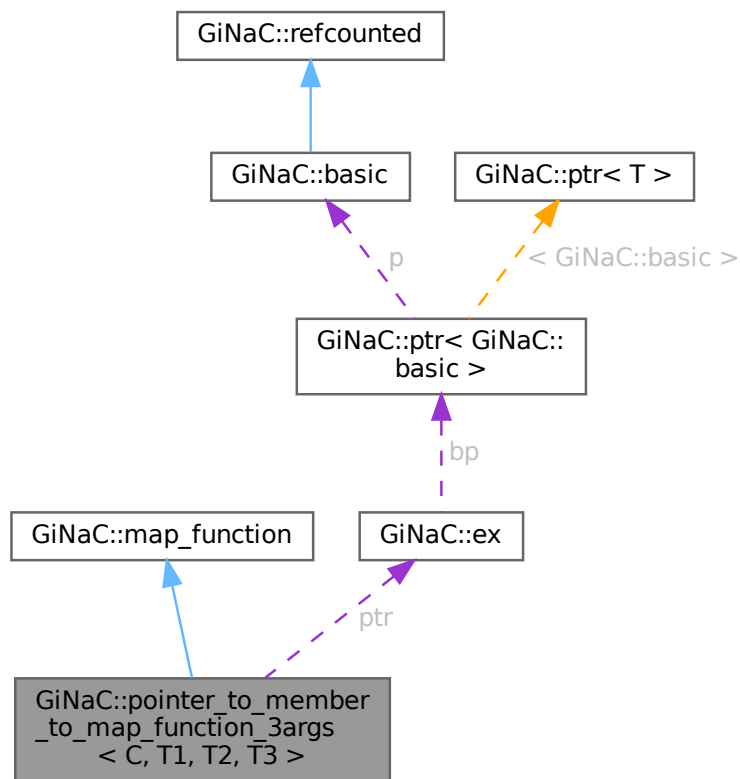 GiNaC::refcounted
GiNaC::basic
GiNaC::ptr< T >
p
< GiNaC::basic >
GiNaC::ptr< GiNaC::
basic >
bp
GiNaC::map_function
GiNaC::ex
ptr
GiNaC::pointer_to_member
_to_map_function_3args
< C, T1, T2, T3 >